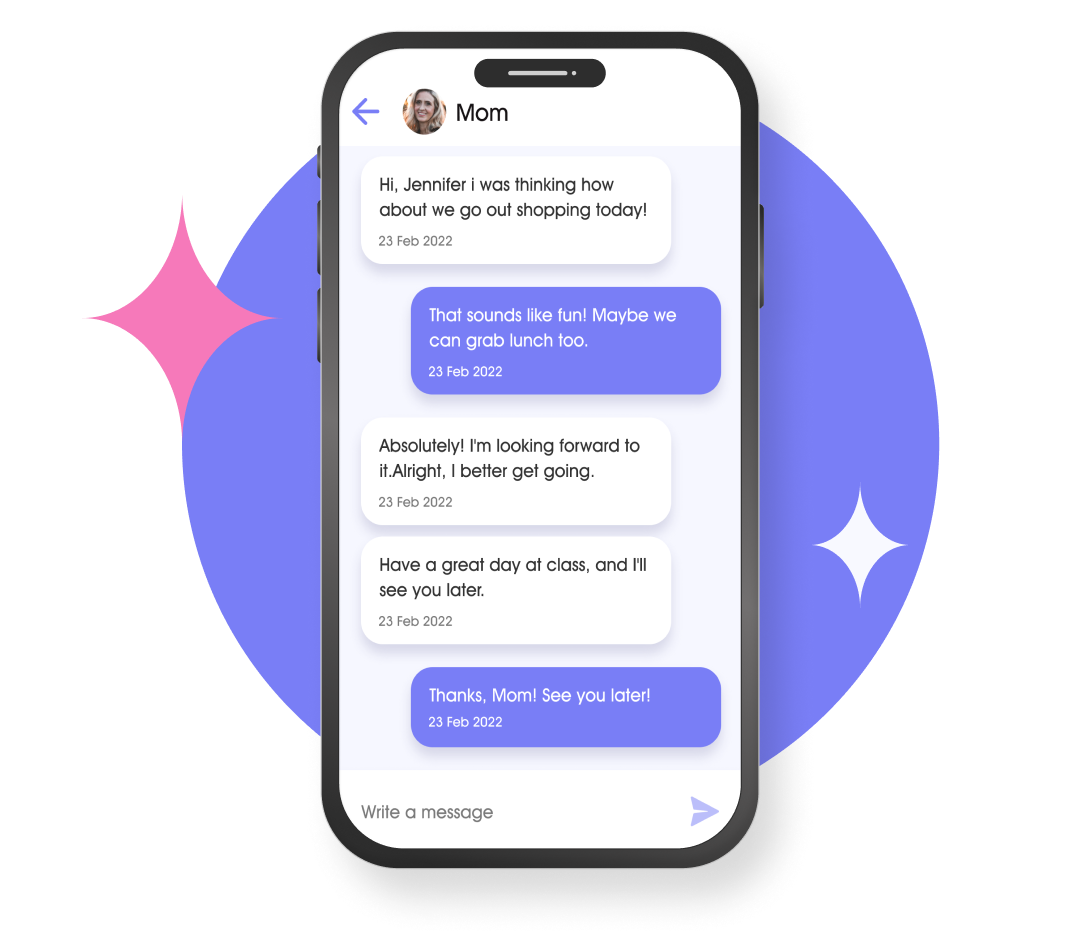 Mom
Hi, Jennifer i was thinking how
about we go out shopping today!
23 Feb 2022
That sounds like fun! Maybe we
can grab lunch too.
23 Feb 2022
Absolutely! I'm looking forward to
it.Alright, I better get going.
23 Feb 2022
Have a great day at class, and I'll
see you later.
23 Feb 2022
Thanks, Mom! See you later!
23 Feb 2022
Write a message